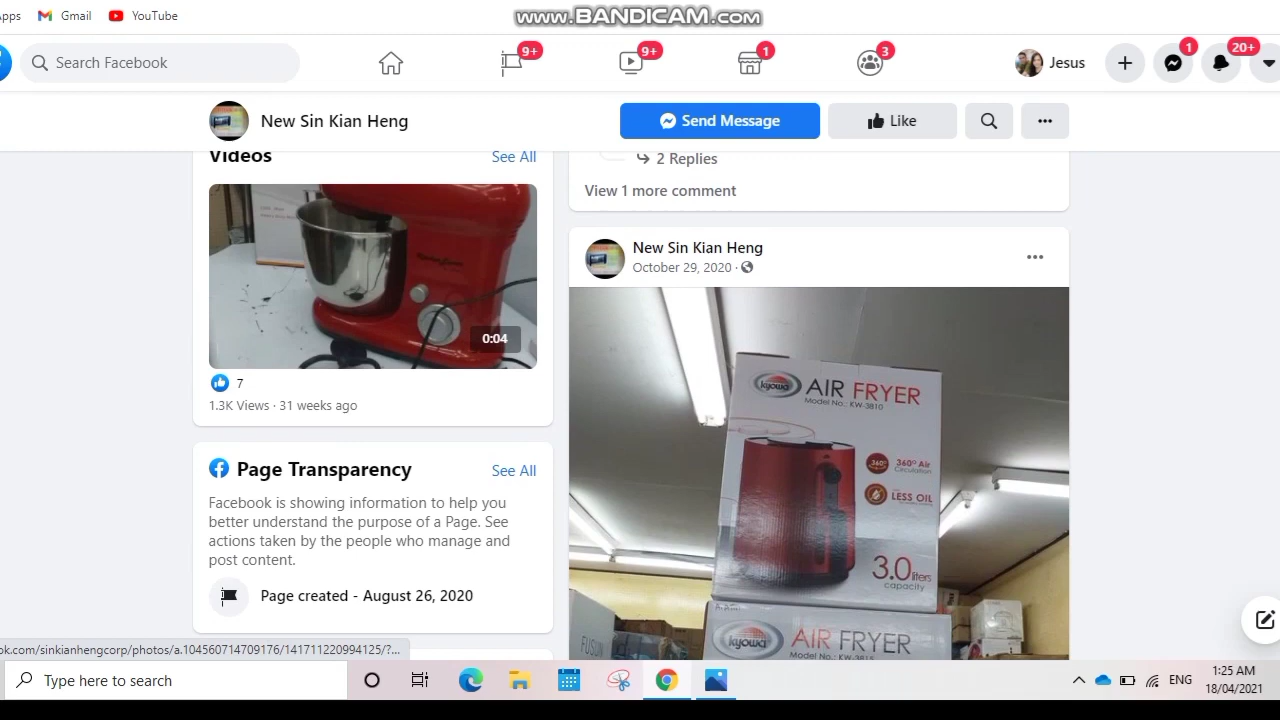 pps Gmail YouTube
www.BANDICAM.com
Search Facebook
9+ 9+ 1 3
Jesus
1 20+
New Sin Kian Heng
Send Message Like
Videos See All
0:04
7
1.3K Views · 31 weeks ago
Page Transparency See All
Facebook is showing information to help you
better understand the purpose of a Page. See
actions taken by the people who manage and
post content.
Page created - August 26, 2020
2 Replies
View 1 more comment
New Sin Kian Heng
October 29, 2020 ·
kyowa AIR FRYER
Model No.: KW-3810
360°
360° Air
Circulation
LESS OIL
3.0 liters
capacity
FUSUN
kyowa AIR FRYER
ok.com/sinkianhengcorp/photos/a.104560714709176/141711220994125/?...
Type here to search
ENG
1:25 AM
18/04/2021